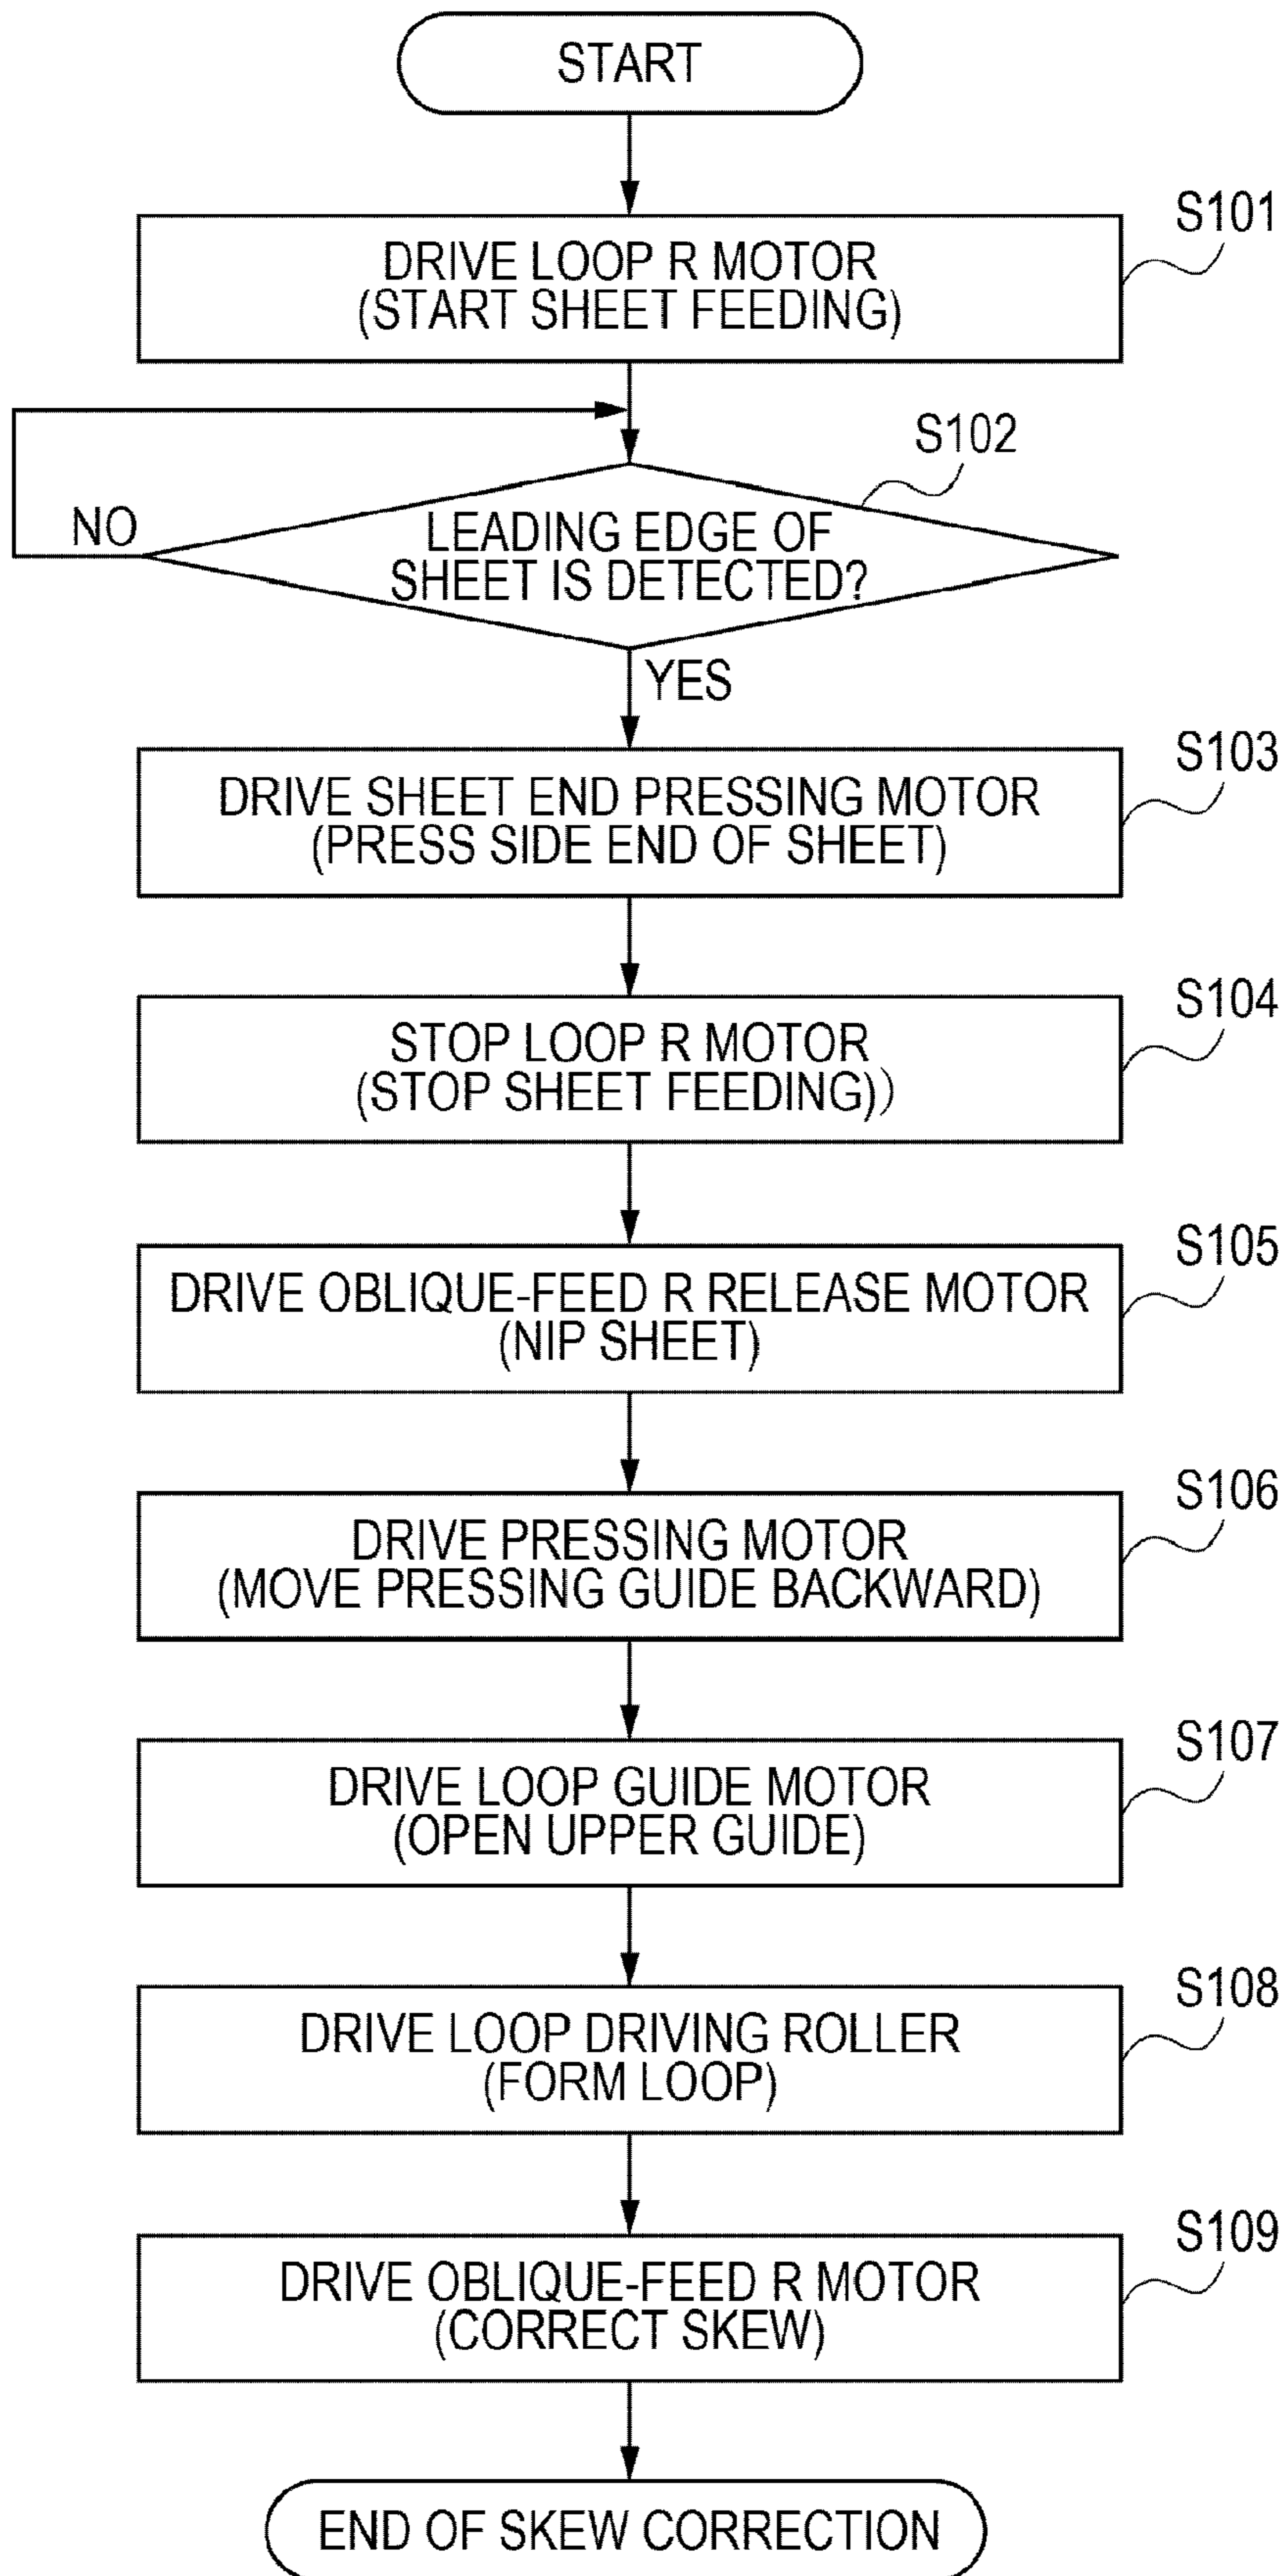 START
S101
DRIVE LOOP R MOTOR
(START SHEET FEEDING)
S102
NO
LEADING EDGE OF
SHEET IS DETECTED?
YES
S103
DRIVE SHEET END PRESSING MOTOR
(PRESS SIDE END OF SHEET)
S104
STOP LOOP R MOTOR
(STOP SHEET FEEDING))
S105
DRIVE OBLIQUE-FEED R RELEASE MOTOR
(NIP SHEET)
S106
DRIVE PRESSING MOTOR
(MOVE PRESSING GUIDE BACKWARD)
S107
DRIVE LOOP GUIDE MOTOR
(OPEN UPPER GUIDE)
S108
DRIVE LOOP DRIVING ROLLER
(FORM LOOP)
S109
DRIVE OBLIQUE-FEED R MOTOR
(CORRECT SKEW)
END OF SKEW CORRECTION